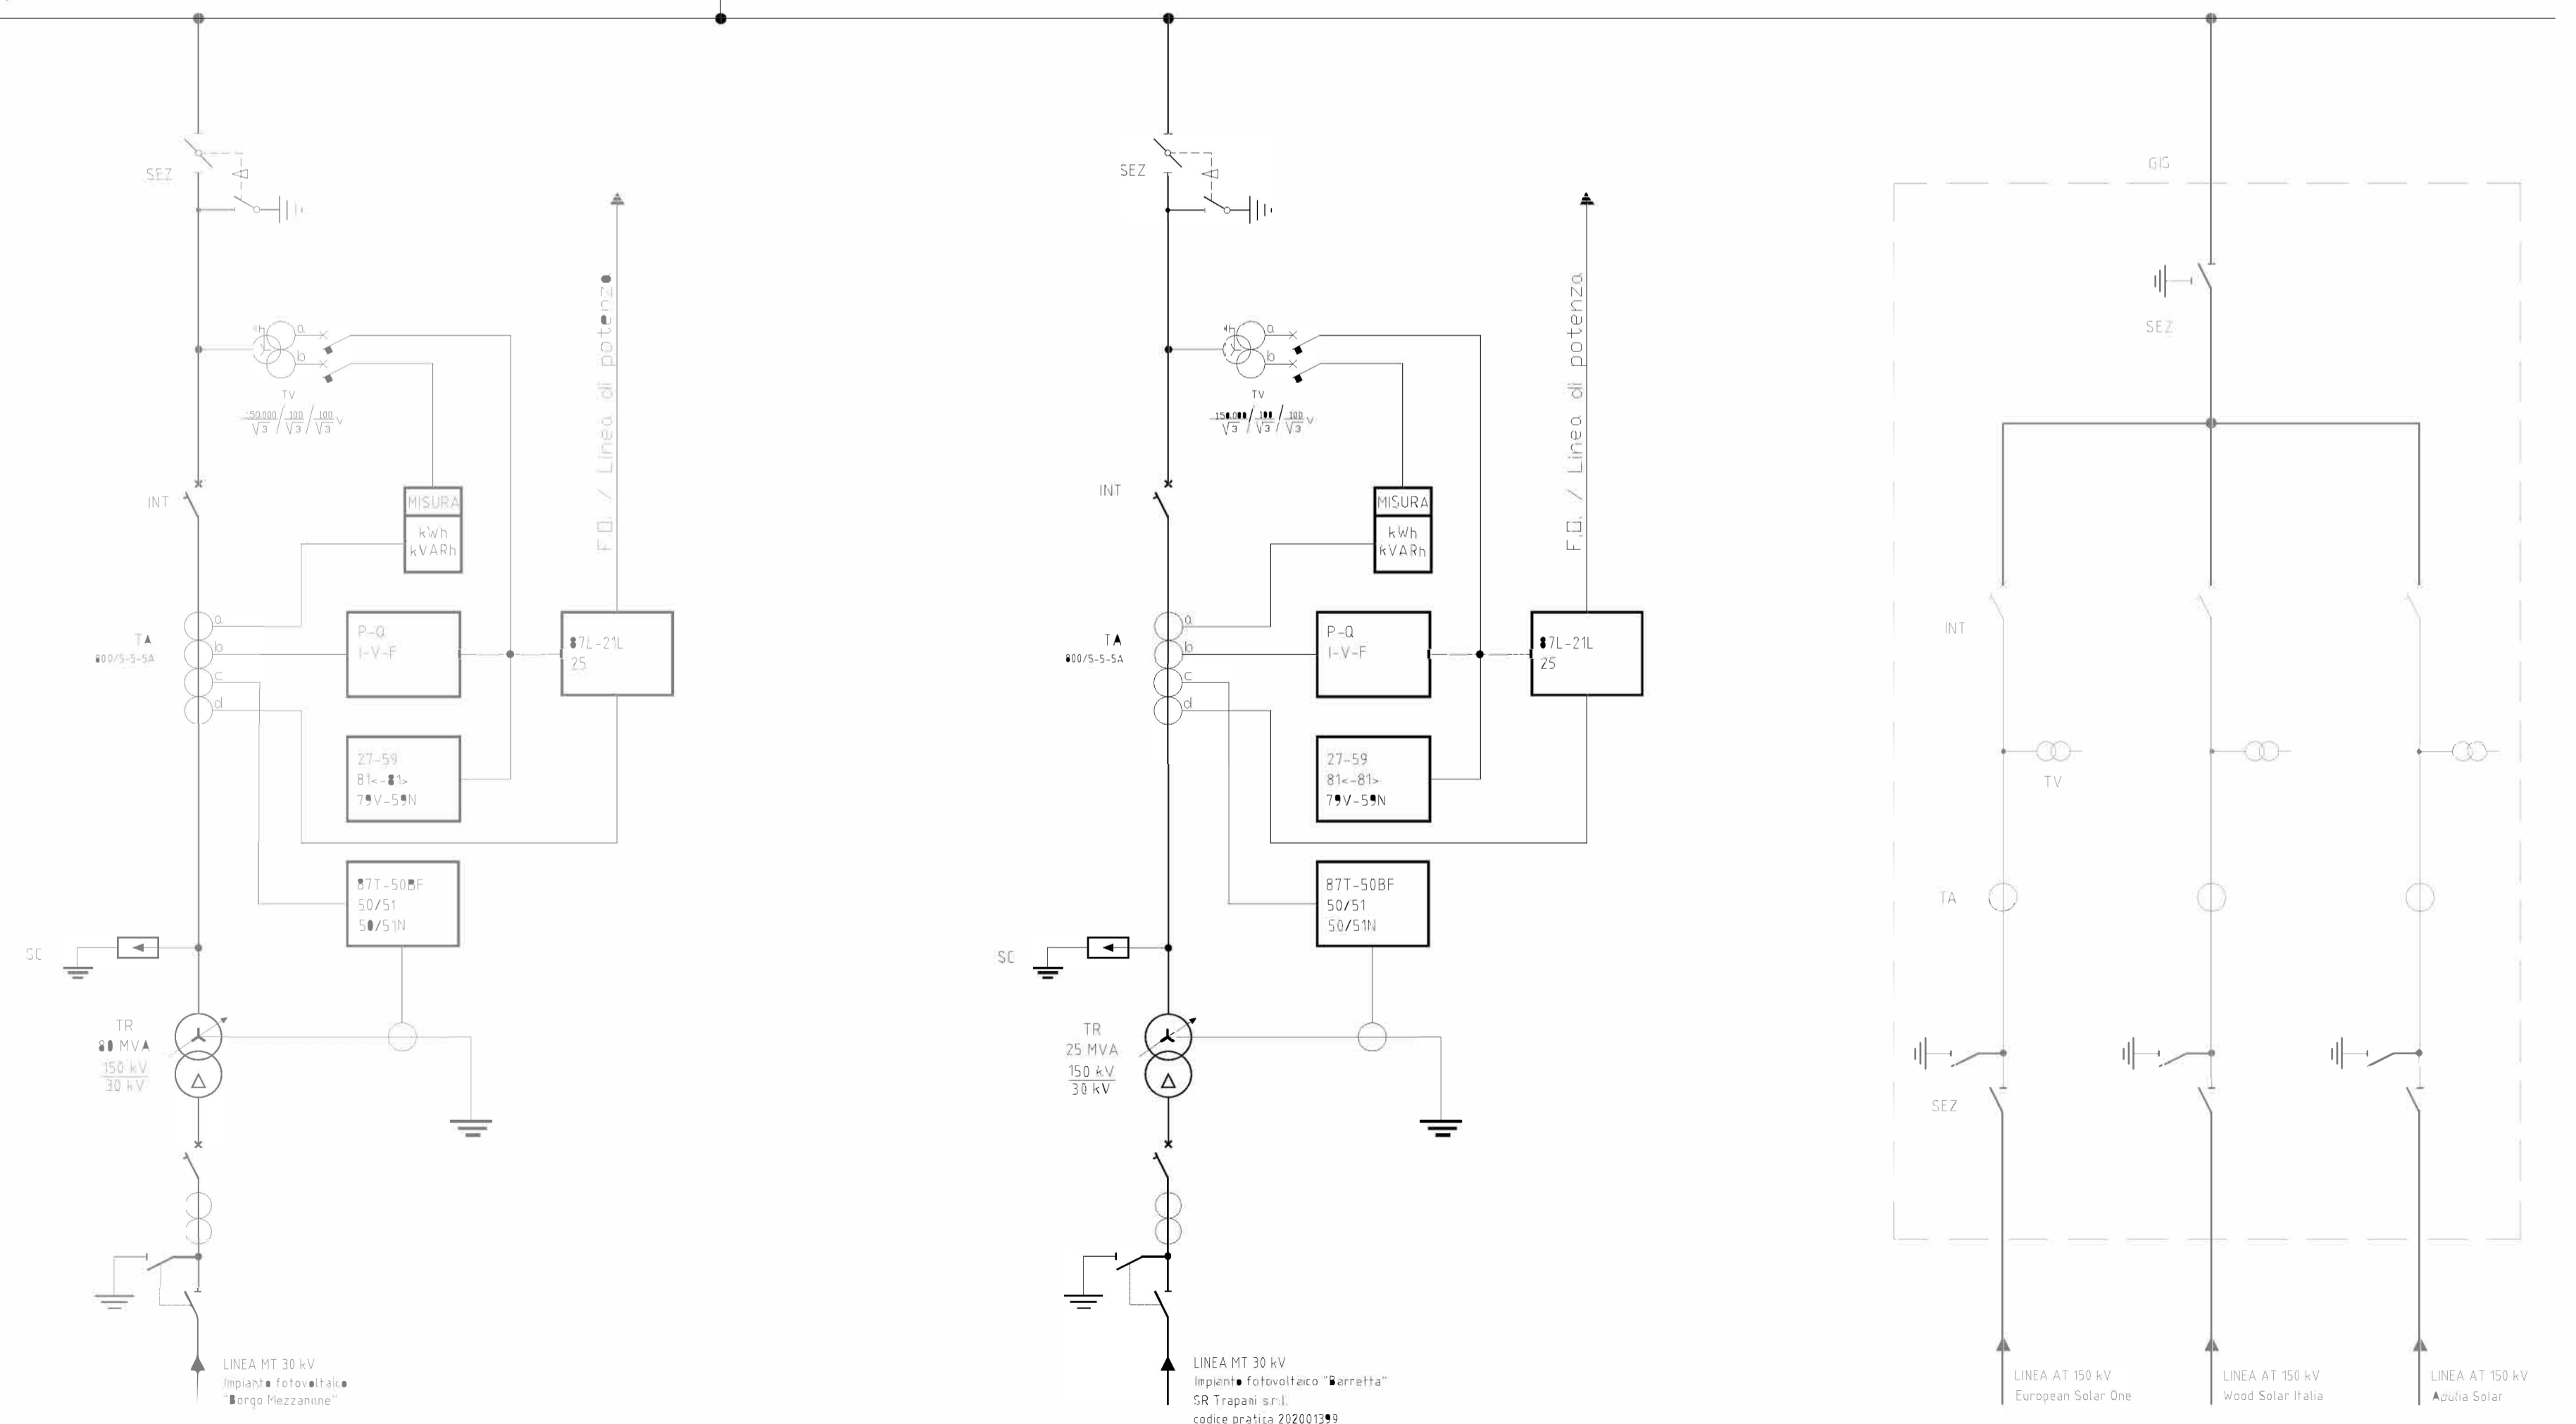 SEZ
a
b
TV
150.000/√3 / 100/√3 / 100/√3 V
INT
MISURA
kWh
kVARh
F.O. / Linea di potenza
TA
800/5-5-5A
a
b
c
d
P-Q
I-V-F
87L-21L
25
27-59
81<-81>
79V-59N
87T-50BF
50/51
50/51N
SC
TR
80 MVA
150 kV
30 kV
LINEA MT 30 kV
Impianto fotovoltaico
"Borgo Mezzanone"
SEZ
a
b
TV
150.000/√3 / 100/√3 / 100/√3 V
INT
MISURA
kWh
kVARh
F.O. / Linea di potenza
TA
800/5-5-5A
a
b
c
d
P-Q
I-V-F
87L-21L
25
27-59
81<-81>
79V-59N
87T-50BF
50/51
50/51N
SC
TR
25 MVA
150 kV
30 kV
LINEA MT 30 kV
Impianto fotovoltaico "Barretta"
SR Trapani s.r.l.
codice pratica 202001399
GIS
SEZ
INT
TV
TA
SEZ
LINEA AT 150 kV
European Solar One
LINEA AT 150 kV
Wood Solar Italia
LINEA AT 150 kV
Apulia Solar